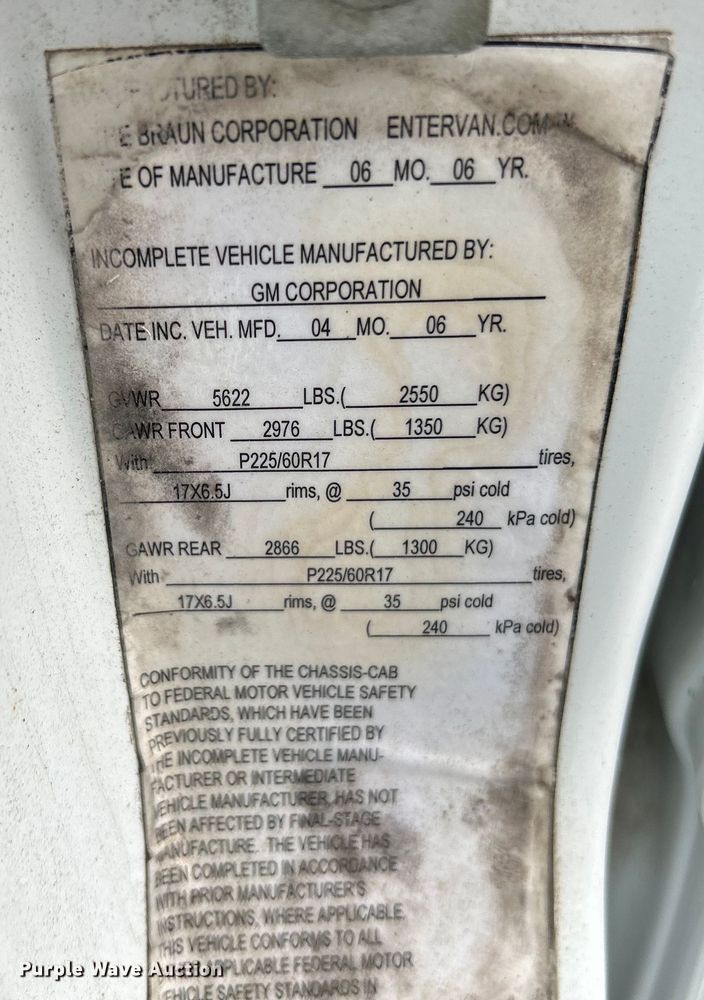 TURED BY:
E BRAUN CORPORATION ENTERVAN.COM
E OF MANUFACTURE 06 MO. 06 YR.
INCOMPLETE VEHICLE MANUFACTURED BY:
GM CORPORATION
DATE INC. VEH. MFD. 04 MO. 06 YR.
GVWR 5622 LBS.( 2550 KG)
GAWR FRONT 2976 LBS.( 1350 KG)
With P225/60R17 tires,
17X6.5J rims, @ 35 psi cold
( 240 kPa cold)
GAWR REAR 2866 LBS.( 1300 KG)
With P225/60R17 tires,
17X6.5J rims, @ 35 psi cold
( 240 kPa cold)
CONFORMITY OF THE CHASSIS-CAB
TO FEDERAL MOTOR VEHICLE SAFETY
STANDARDS, WHICH HAVE BEEN
PREVIOUSLY FULLY CERTIFIED BY
THE INCOMPLETE VEHICLE MANU-
FACTURER OR INTERMEDIATE
VEHICLE MANUFACTURER, HAS NOT
BEEN AFFECTED BY FINAL-STAGE
MANUFACTURE. THE VEHICLE HAS
BEEN COMPLETED IN ACCORDANCE
WITH PRIOR MANUFACTURER'S
INSTRUCTIONS, WHERE APPLICABLE.
THIS VEHICLE CONFORMS TO ALL
APPLICABLE FEDERAL MOTOR
VEHICLE SAFETY STANDARDS IN
Purple Wave Auction